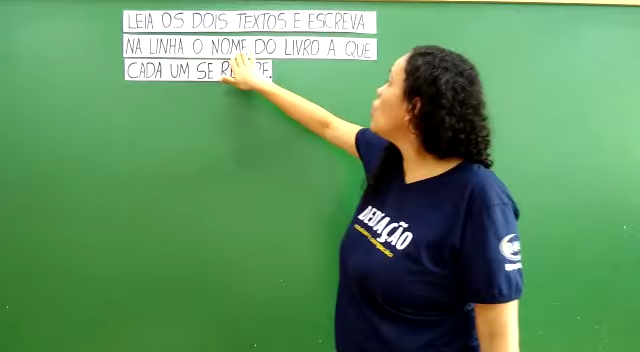 LEIA OS DOIS TEXTOS E ESCREVA
NA LINHA O NOME DO LIVRO A QUE
CADA UM SE